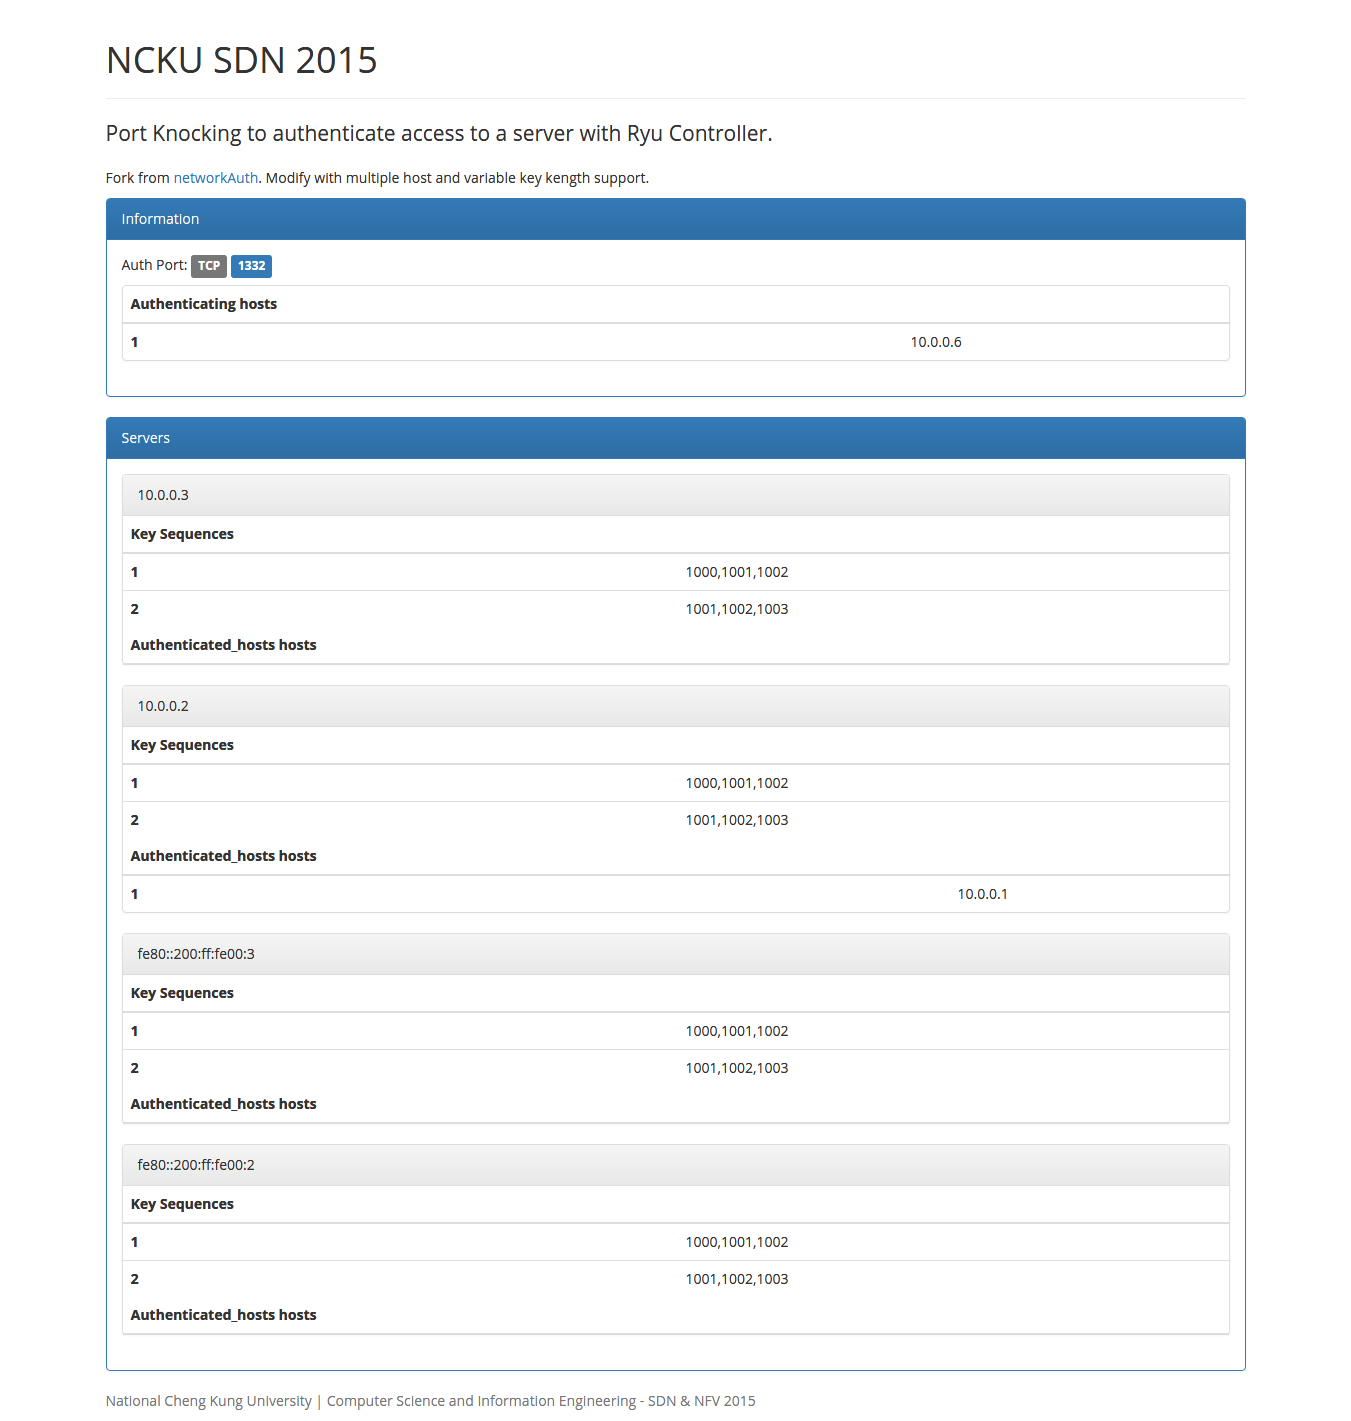 NCKU SDN 2015
Port Knocking to authenticate access to a server with Ryu Controller.
Fork from networkAuth. Modify with multiple host and variable key kength support.
Information
Auth Port: TCP 1332
Authenticating hosts
1 10.0.0.6
Servers
10.0.0.3
Key Sequences
1 1000,1001,1002
2 1001,1002,1003
Authenticated_hosts hosts
10.0.0.2
Key Sequences
1 1000,1001,1002
2 1001,1002,1003
Authenticated_hosts hosts
1 10.0.0.1
fe80::200:ff:fe00:3
Key Sequences
1 1000,1001,1002
2 1001,1002,1003
Authenticated_hosts hosts
fe80::200:ff:fe00:2
Key Sequences
1 1000,1001,1002
2 1001,1002,1003
Authenticated_hosts hosts
National Cheng Kung University | Computer Science and Information Engineering - SDN & NFV 2015